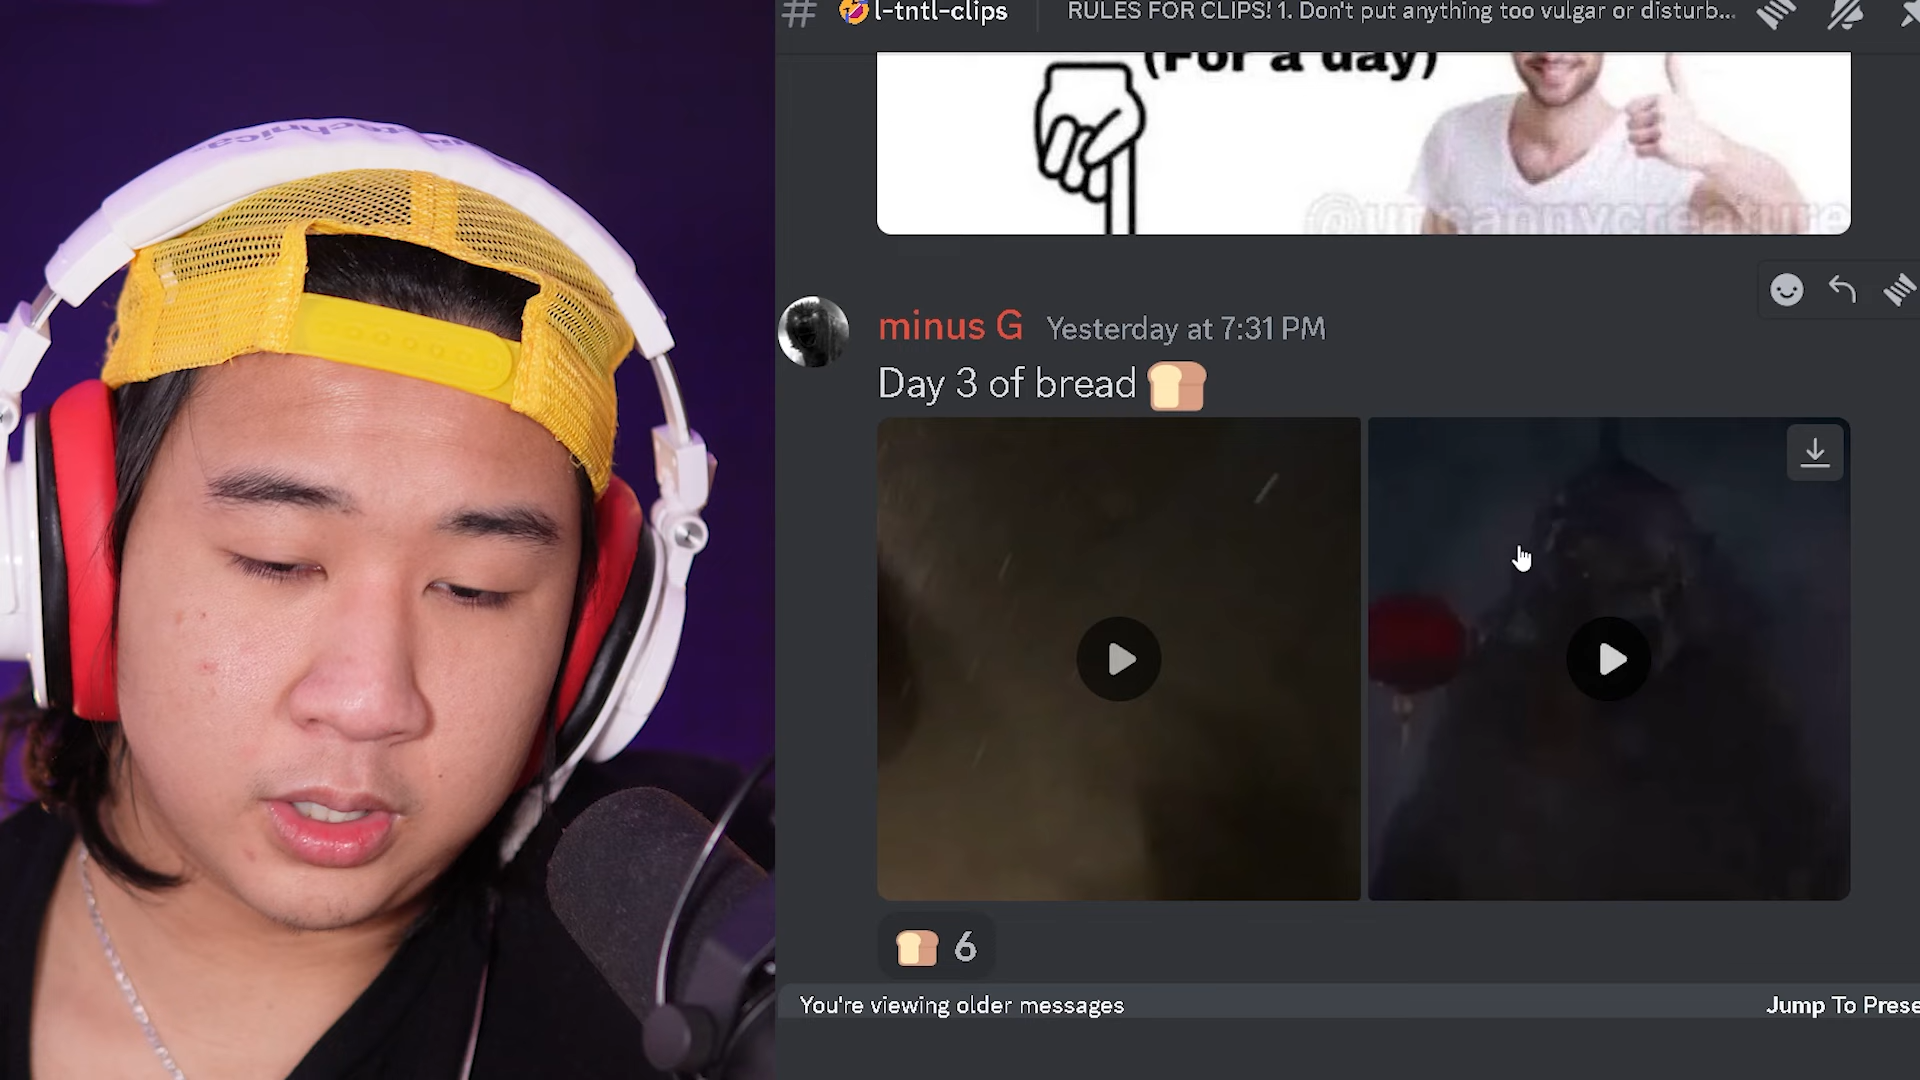 l-tntl-clips
RULES FOR CLIPS! 1. Don't put anything too vulgar or disturb...
(For a day)
@uncannycreature
minus G Yesterday at 7:31 PM
Day 3 of bread 🍞
🍞 6
You're viewing older messages
Jump To Prese